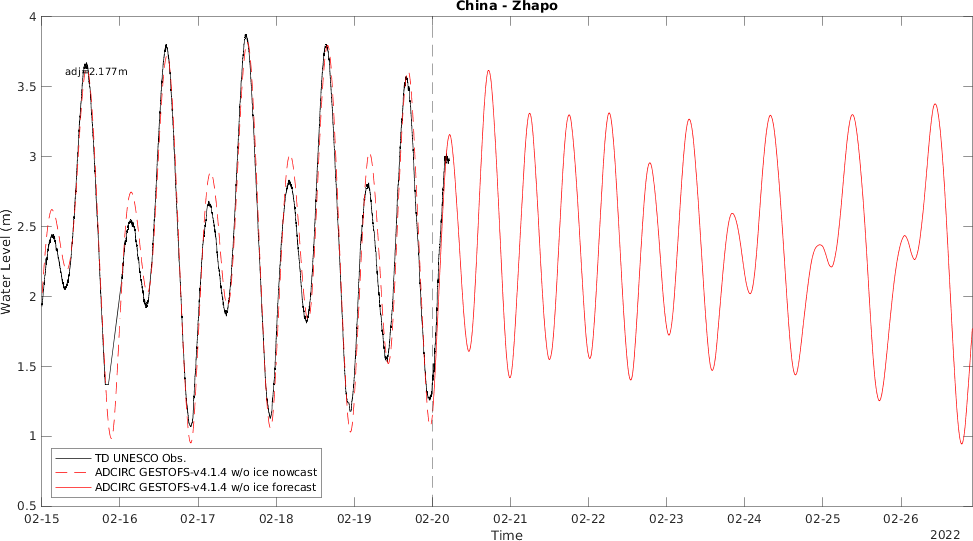 China - Zhapo
4
3.5
3
2.5
2
1.5
1
0.5
Water Level (m)
adj=2.177m
TD UNESCO Obs.
ADCIRC GESTOFS-v4.1.4 w/o ice nowcast
ADCIRC GESTOFS-v4.1.4 w/o ice forecast
02-15 02-16 02-17 02-18 02-19 02-20 02-21 02-22 02-23 02-24 02-25 02-26
Time
2022